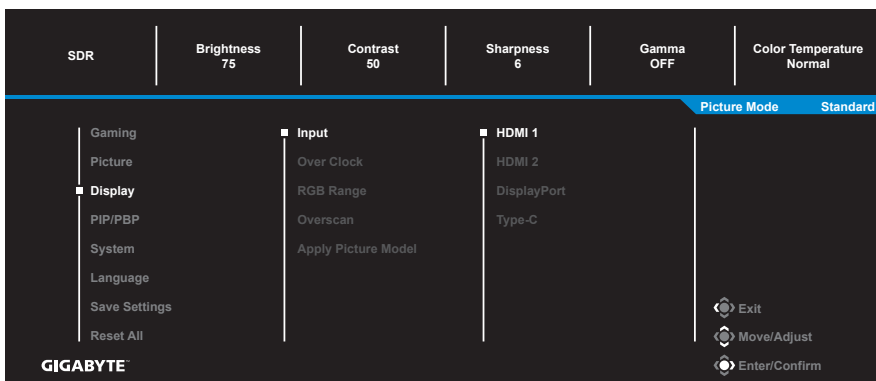 SDR
Brightness
75
Contrast
50
Sharpness
6
Gamma
OFF
Color Temperature
Normal
Picture Mode Standard
Gaming
Picture
Display
PIP/PBP
System
Language
Save Settings
Reset All
Input
Over Clock
RGB Range
Overscan
Apply Picture Model
HDMI 1
HDMI 2
DisplayPort
Type-C
Exit
Move/Adjust
Enter/Confirm
GIGABYTE™